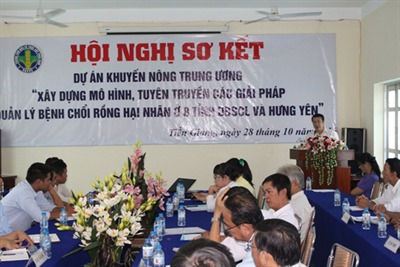 HỘI NGHỊ SƠ KẾT
DỰ ÁN KHUYẾN NÔNG TRUNG ƯƠNG
“XÂY DỰNG MÔ HÌNH, TUYÊN TRUYỀN CÁC GIẢI PHÁP
QUẢN LÝ BỆNH CHỔI RỒNG HẠI NHÃN Ở 8 TỈNH ĐBSCL VÀ HƯNG YÊN”
Tiền Giang, ngày 28 tháng 10